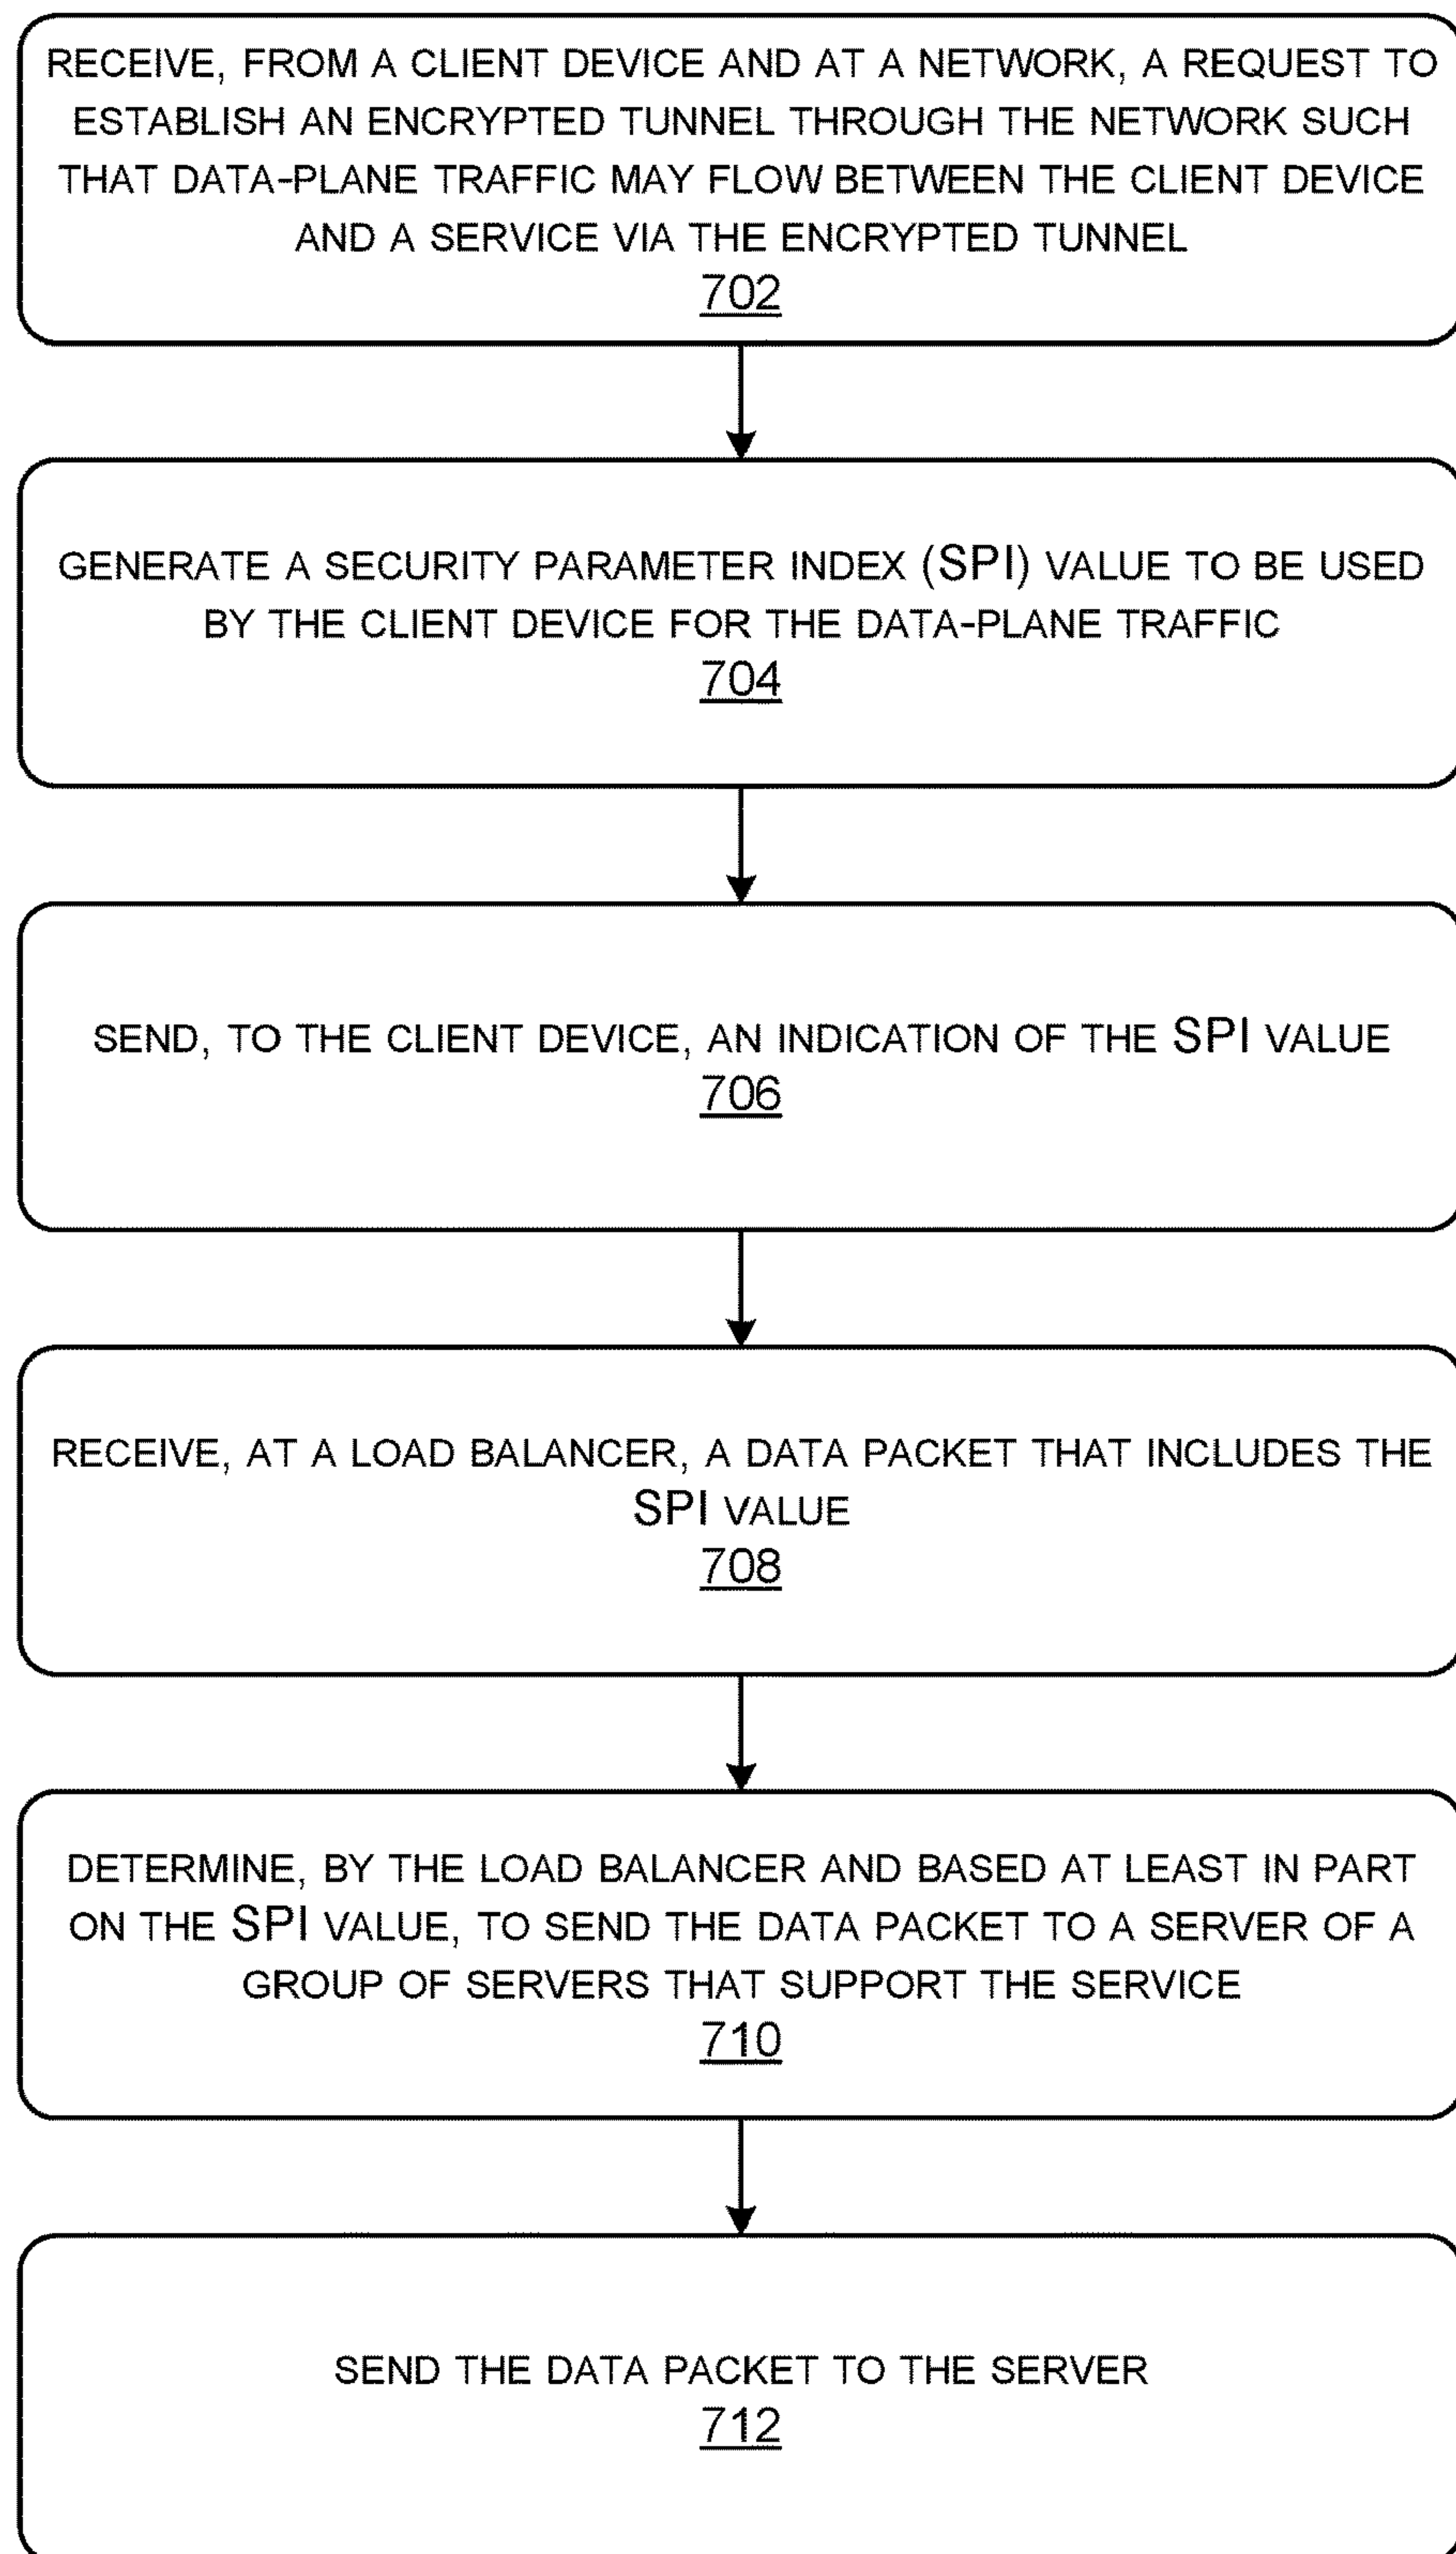 RECEIVE, FROM A CLIENT DEVICE AND AT A NETWORK, A REQUEST TO
ESTABLISH AN ENCRYPTED TUNNEL THROUGH THE NETWORK SUCH
THAT DATA-PLANE TRAFFIC MAY FLOW BETWEEN THE CLIENT DEVICE
AND A SERVICE VIA THE ENCRYPTED TUNNEL
702
GENERATE A SECURITY PARAMETER INDEX (SPI) VALUE TO BE USED
BY THE CLIENT DEVICE FOR THE DATA-PLANE TRAFFIC
704
SEND, TO THE CLIENT DEVICE, AN INDICATION OF THE SPI VALUE
706
RECEIVE, AT A LOAD BALANCER, A DATA PACKET THAT INCLUDES THE
SPI VALUE
708
DETERMINE, BY THE LOAD BALANCER AND BASED AT LEAST IN PART
ON THE SPI VALUE, TO SEND THE DATA PACKET TO A SERVER OF A
GROUP OF SERVERS THAT SUPPORT THE SERVICE
710
SEND THE DATA PACKET TO THE SERVER
712